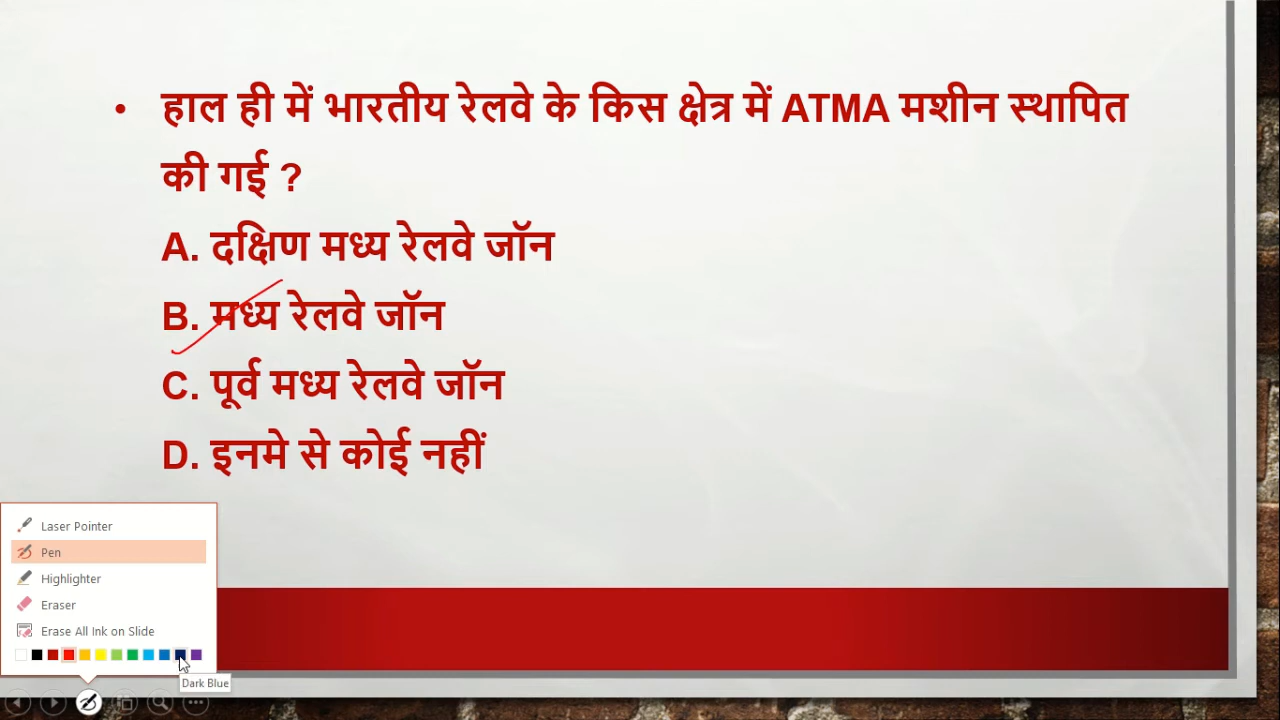 • हाल ही में भारतीय रेलवे के किस क्षेत्र में ATMA मशीन स्थापित
की गई ?
A. दक्षिण मध्य रेलवे जॉन
B. मध्य रेलवे जॉन
C. पूर्व मध्य रेलवे जॉन
D. इनमे से कोई नहीं
Laser Pointer
Pen
Highlighter
Eraser
Erase All Ink on Slide
Dark Blue